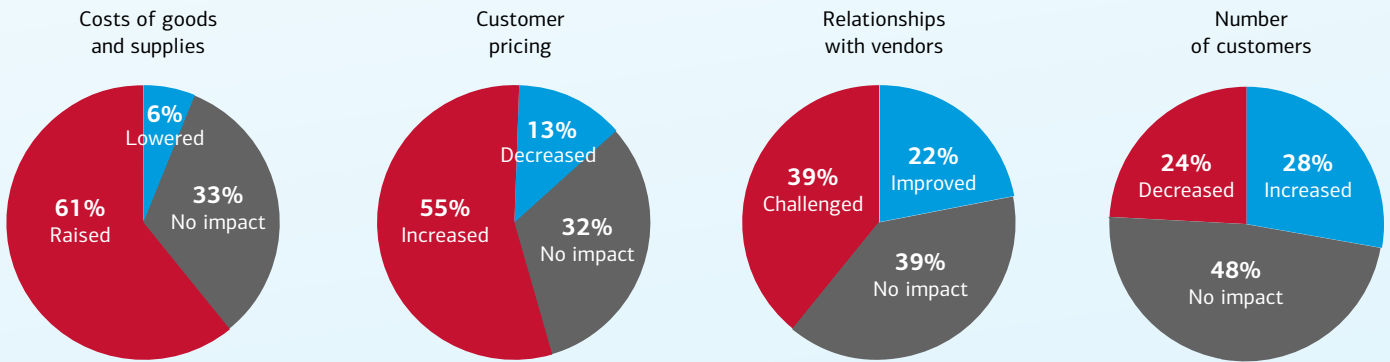 Costs of goods
and supplies
6%
Lowered
33%
No impact
61%
Raised
Customer
pricing
13%
Decreased
32%
No impact
55%
Increased
Relationships
with vendors
22%
Improved
39%
No impact
39%
Challenged
Number
of customers
28%
Increased
48%
No impact
24%
Decreased